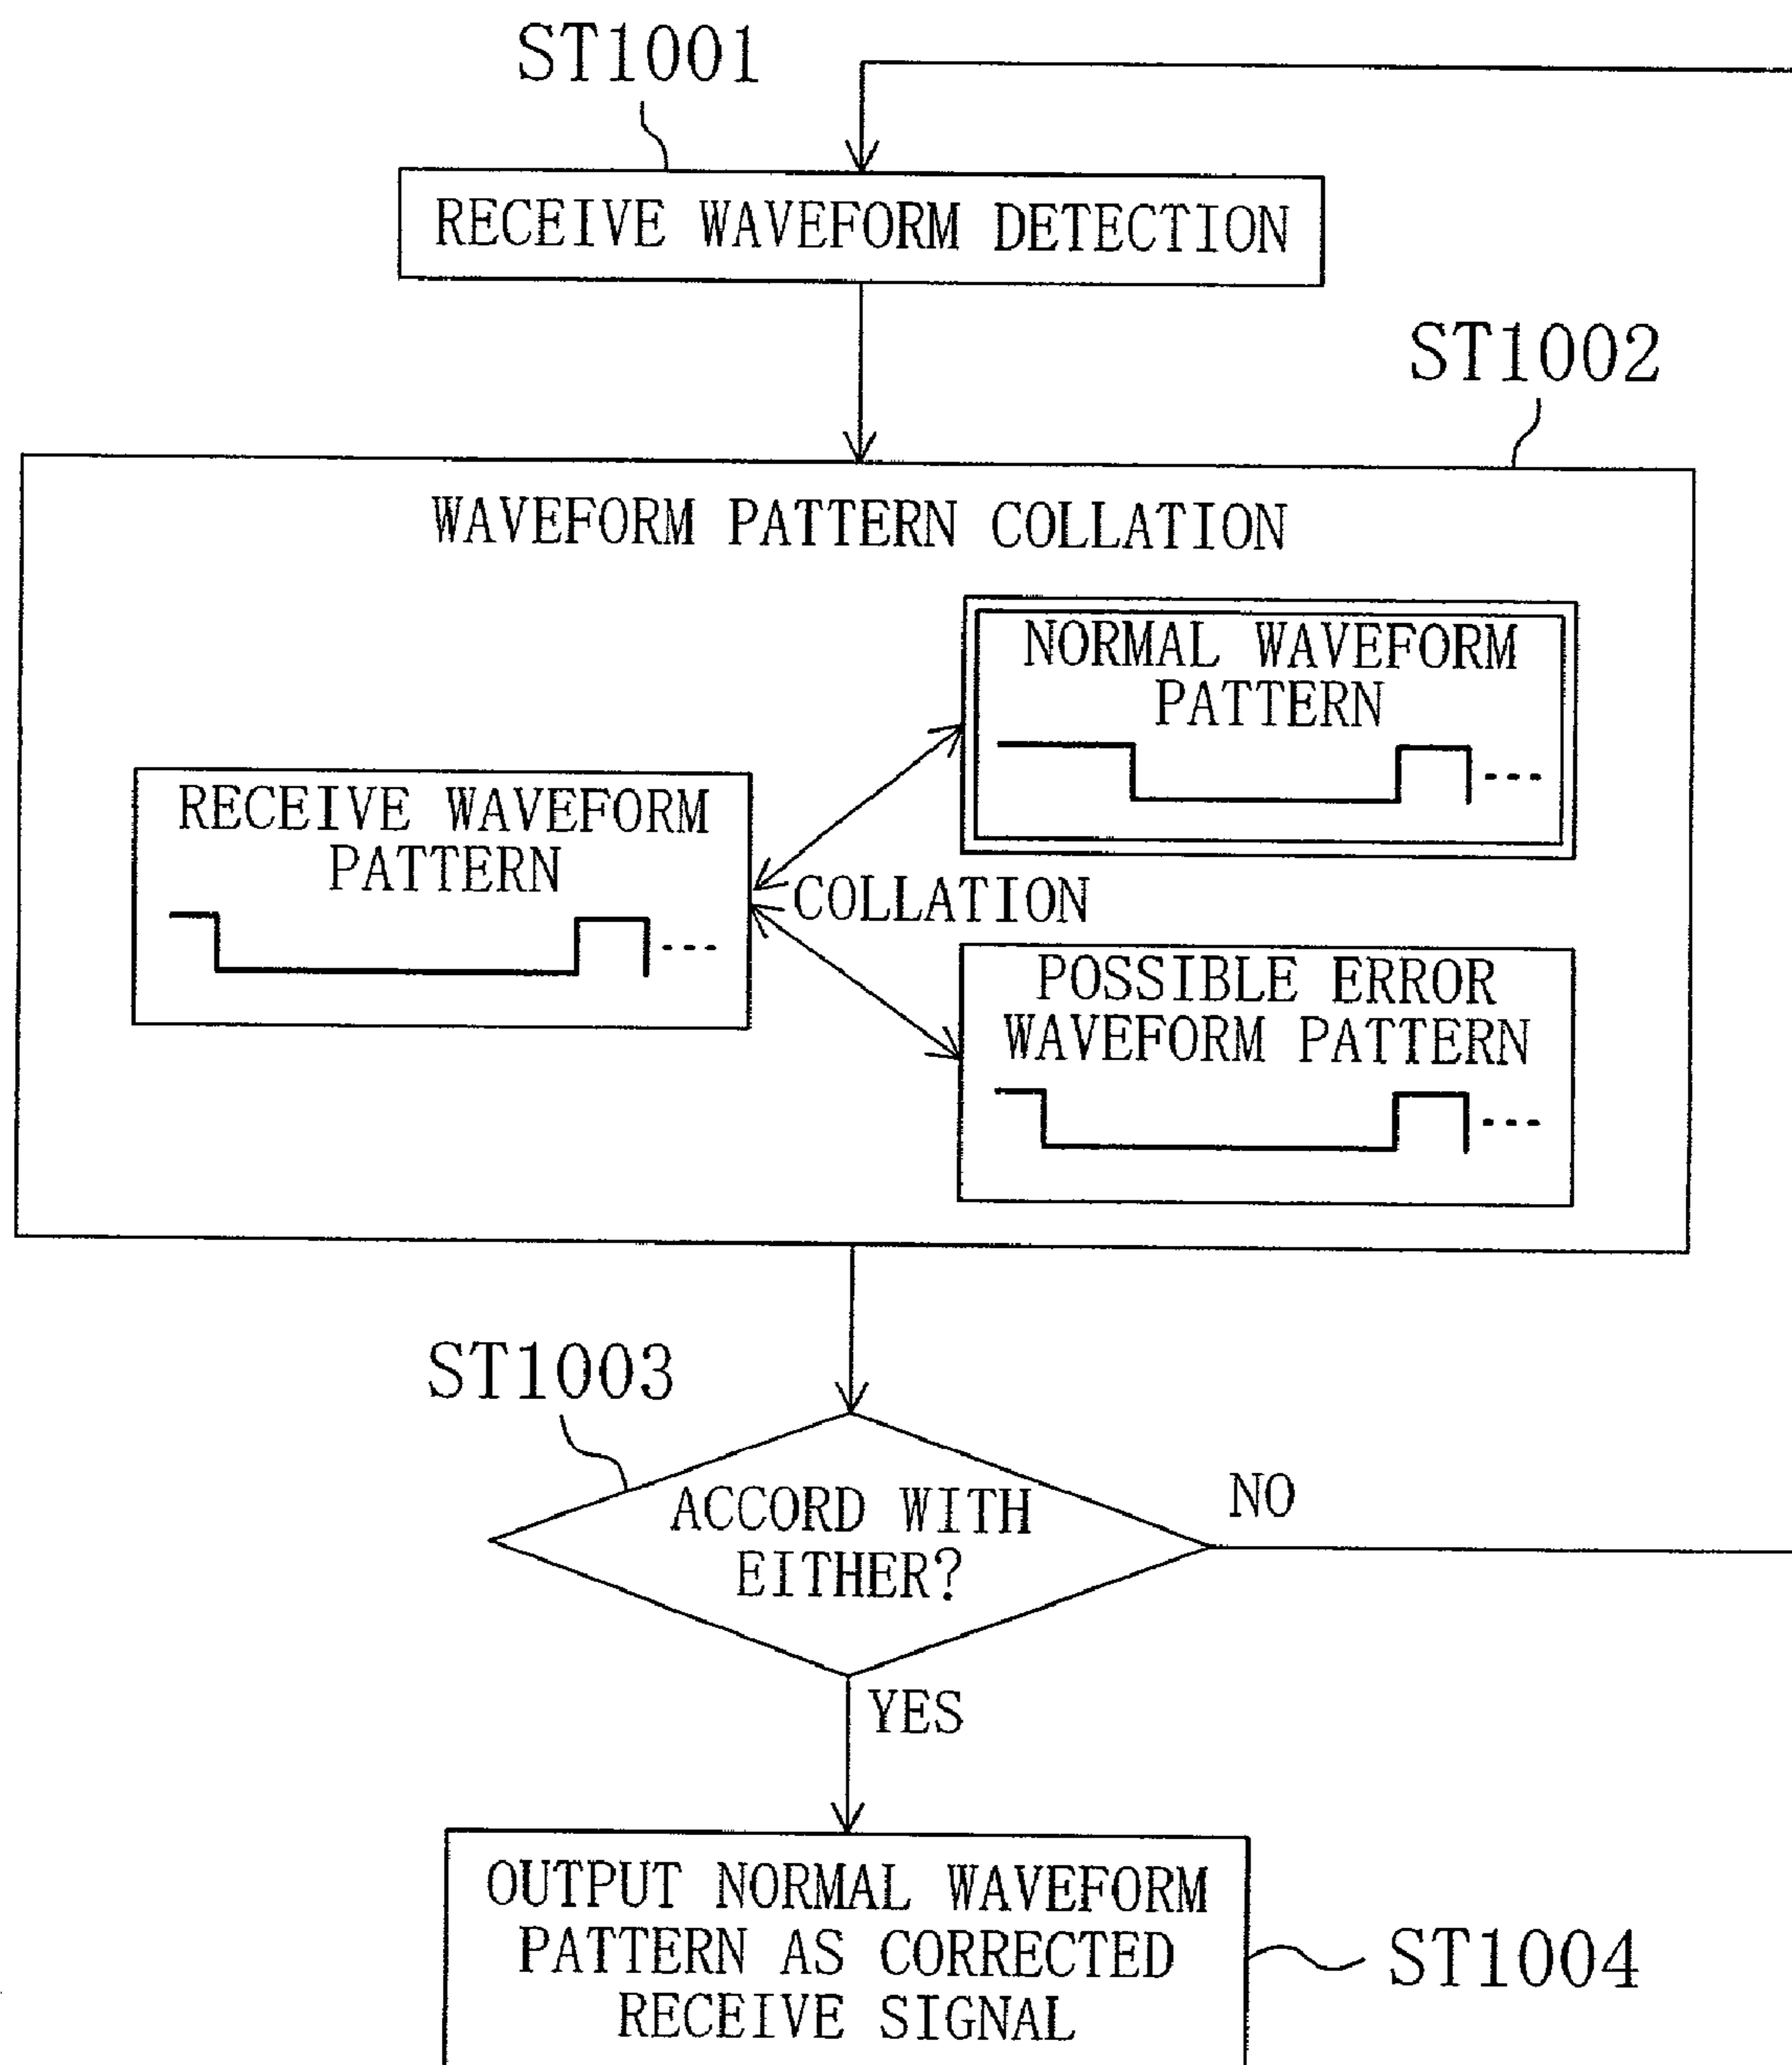 ST1001
RECEIVE WAVEFORM DETECTION
ST1002
WAVEFORM PATTERN COLLATION
NORMAL WAVEFORM
PATTERN
RECEIVE WAVEFORM
PATTERN
COLLATION
POSSIBLE ERROR
WAVEFORM PATTERN
ST1003
ACCORD WITH
EITHER?
NO
YES
OUTPUT NORMAL WAVEFORM
PATTERN AS CORRECTED
RECEIVE SIGNAL
ST1004